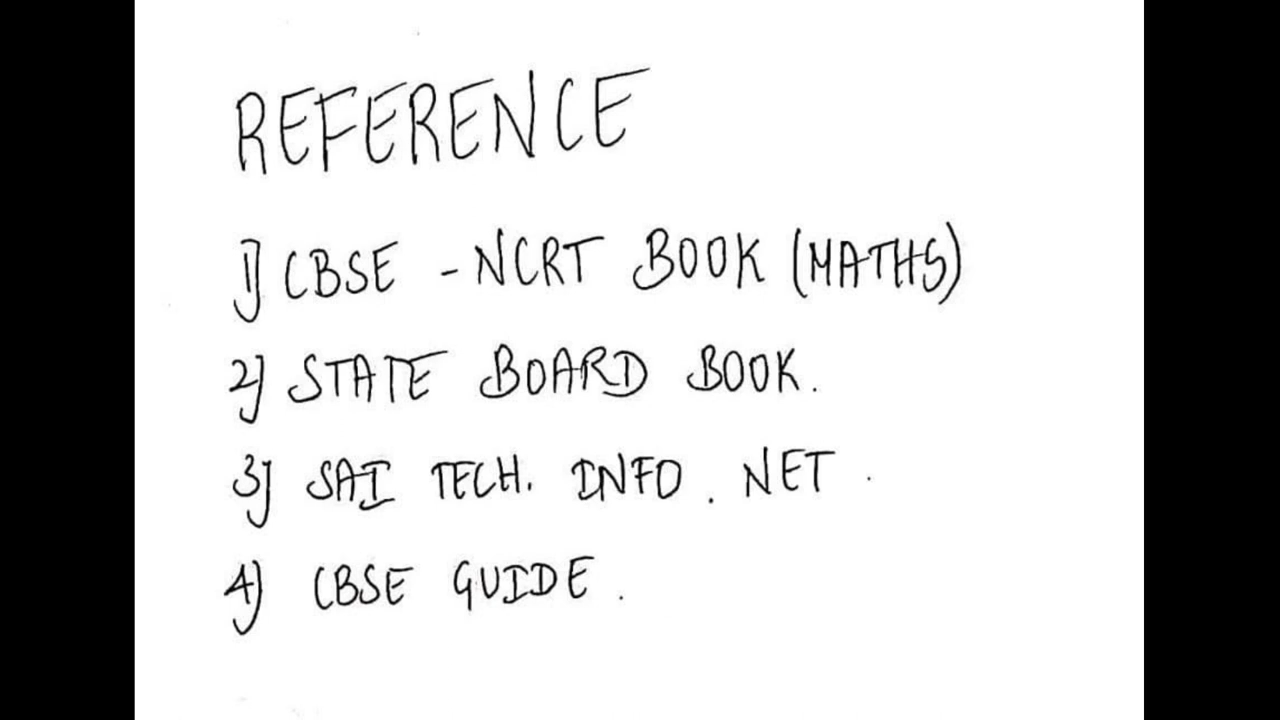 REFERENCE
1) CBSE - NCRT BOOK (MATHS)
2) STATE BOARD BOOK.
3) SAI TECH. INFO. NET.
4) CBSE GUIDE.